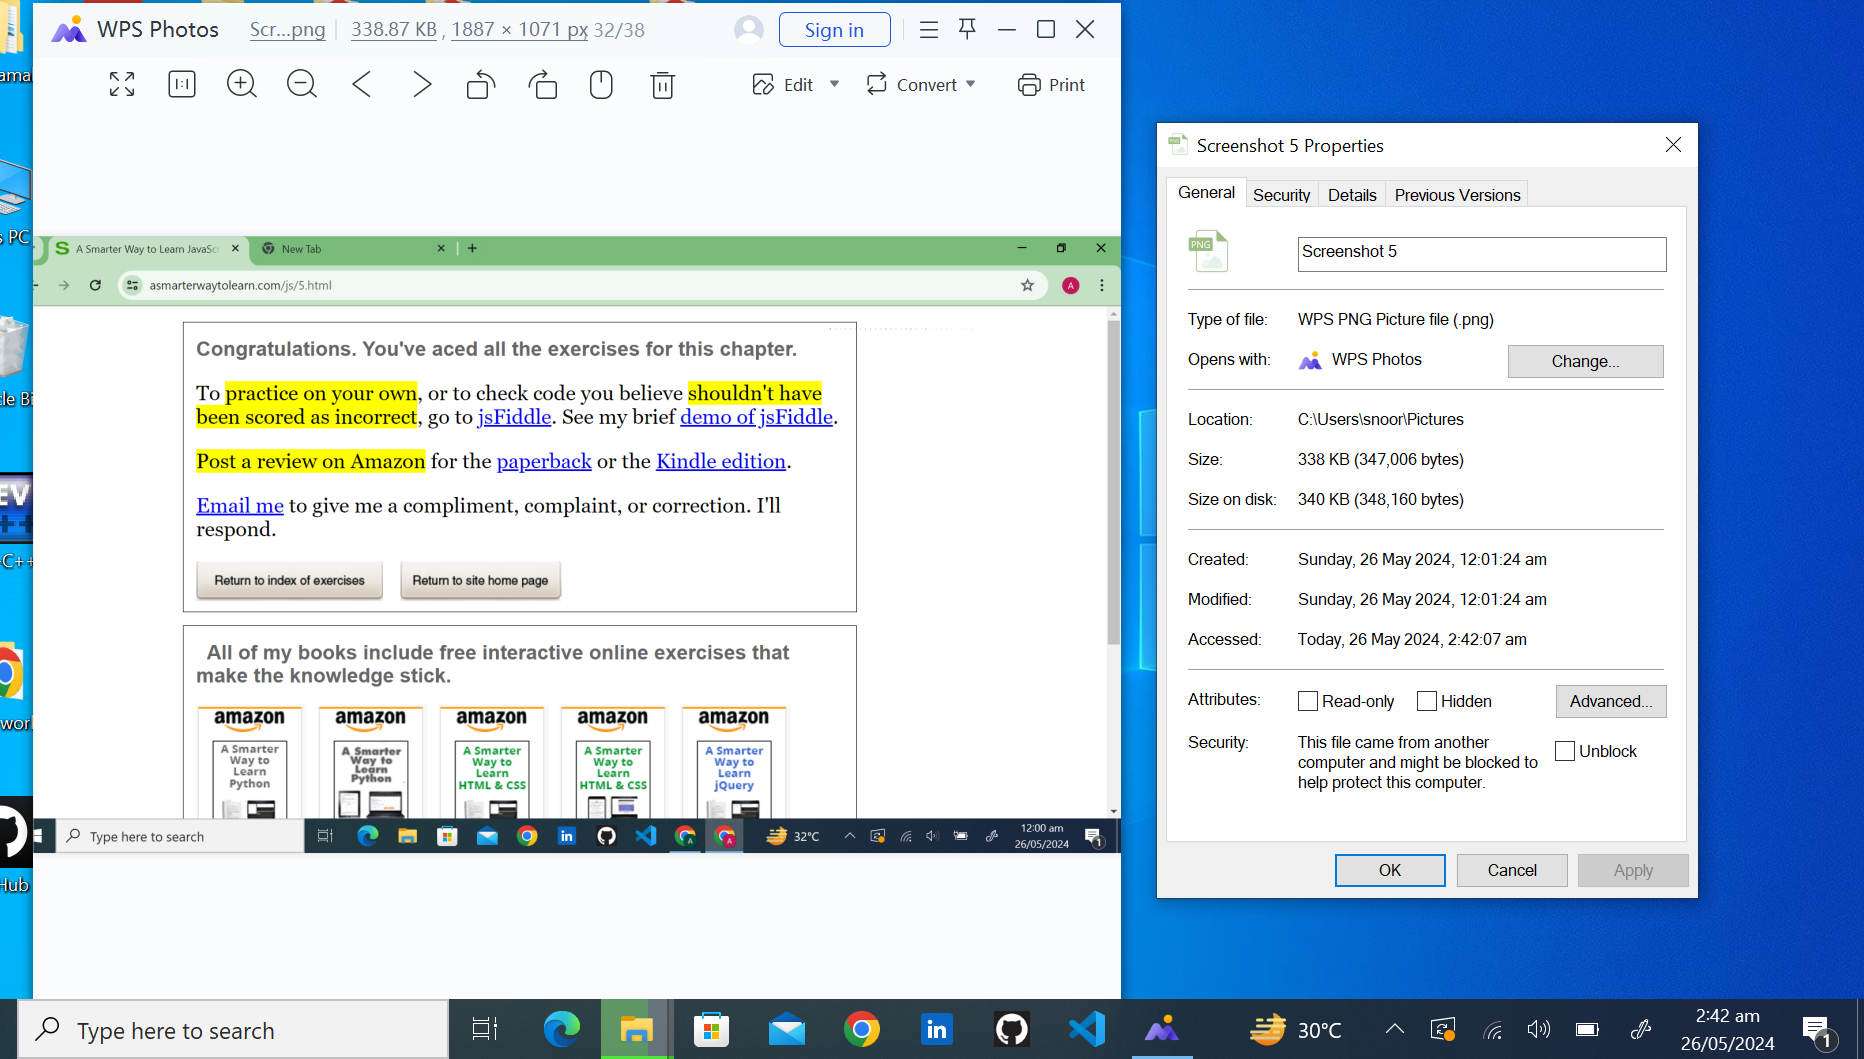 WPS Photos
Scr...png
338.87 KB , 1887 × 1071 px 32/38
Sign in
1:1
Edit
Convert
Print
A Smarter Way to Learn JavaSc
New Tab
asmarterwaytolearn.com/js/5.html
A
Congratulations. You've aced all the exercises for this chapter.
To practice on your own, or to check code you believe shouldn't have
been scored as incorrect, go to jsFiddle. See my brief demo of jsFiddle.
Post a review on Amazon for the paperback or the Kindle edition.
Email me to give me a compliment, complaint, or correction. I'll
respond.
Return to index of exercises
Return to site home page
All of my books include free interactive online exercises that
make the knowledge stick.
amazon
A Smarter
Way to
Learn
Python
amazon
A Smarter
Way to
Learn
Python
amazon
A Smarter
Way to
Learn
HTML & CSS
amazon
A Smarter
Way to
Learn
HTML & CSS
amazon
A Smarter
Way to
Learn
jQuery
Type here to search
32°C
12:00 am
26/05/2024
1
Screenshot 5 Properties
General
Security
Details
Previous Versions
PNG
Screenshot 5
Type of file:
WPS PNG Picture file (.png)
Opens with:
WPS Photos
Change...
Location:
C:\Users\snoor\Pictures
Size:
338 KB (347,006 bytes)
Size on disk:
340 KB (348,160 bytes)
Created:
Sunday, 26 May 2024, 12:01:24 am
Modified:
Sunday, 26 May 2024, 12:01:24 am
Accessed:
Today, 26 May 2024, 2:42:07 am
Attributes:
Read-only
Hidden
Advanced...
Security:
This file came from another
computer and might be blocked to
help protect this computer.
Unblock
OK
Cancel
Apply
Type here to search
30°C
2:42 am
26/05/2024
1